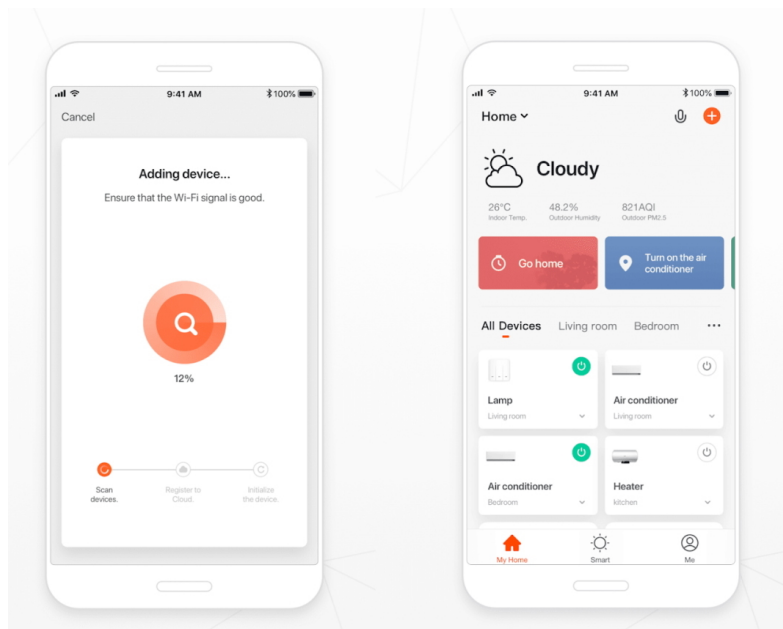 9:41 AM
100%
Cancel
Adding device...
Ensure that the Wi-Fi signal is good.
12%
Scan
devices.
Register to
Cloud.
Initialize
the device.
9:41 AM
100%
Home
Cloudy
26°C
Indoor Temp.
48.2%
Outdoor Humidity
821AQI
Outdoor PM2.5
Go home
Turn on the air
conditioner
All Devices
Living room
Bedroom
Lamp
Living room
Air conditioner
Living room
Air conditioner
Bedroom
Heater
kitchen
My Home
Smart
Me